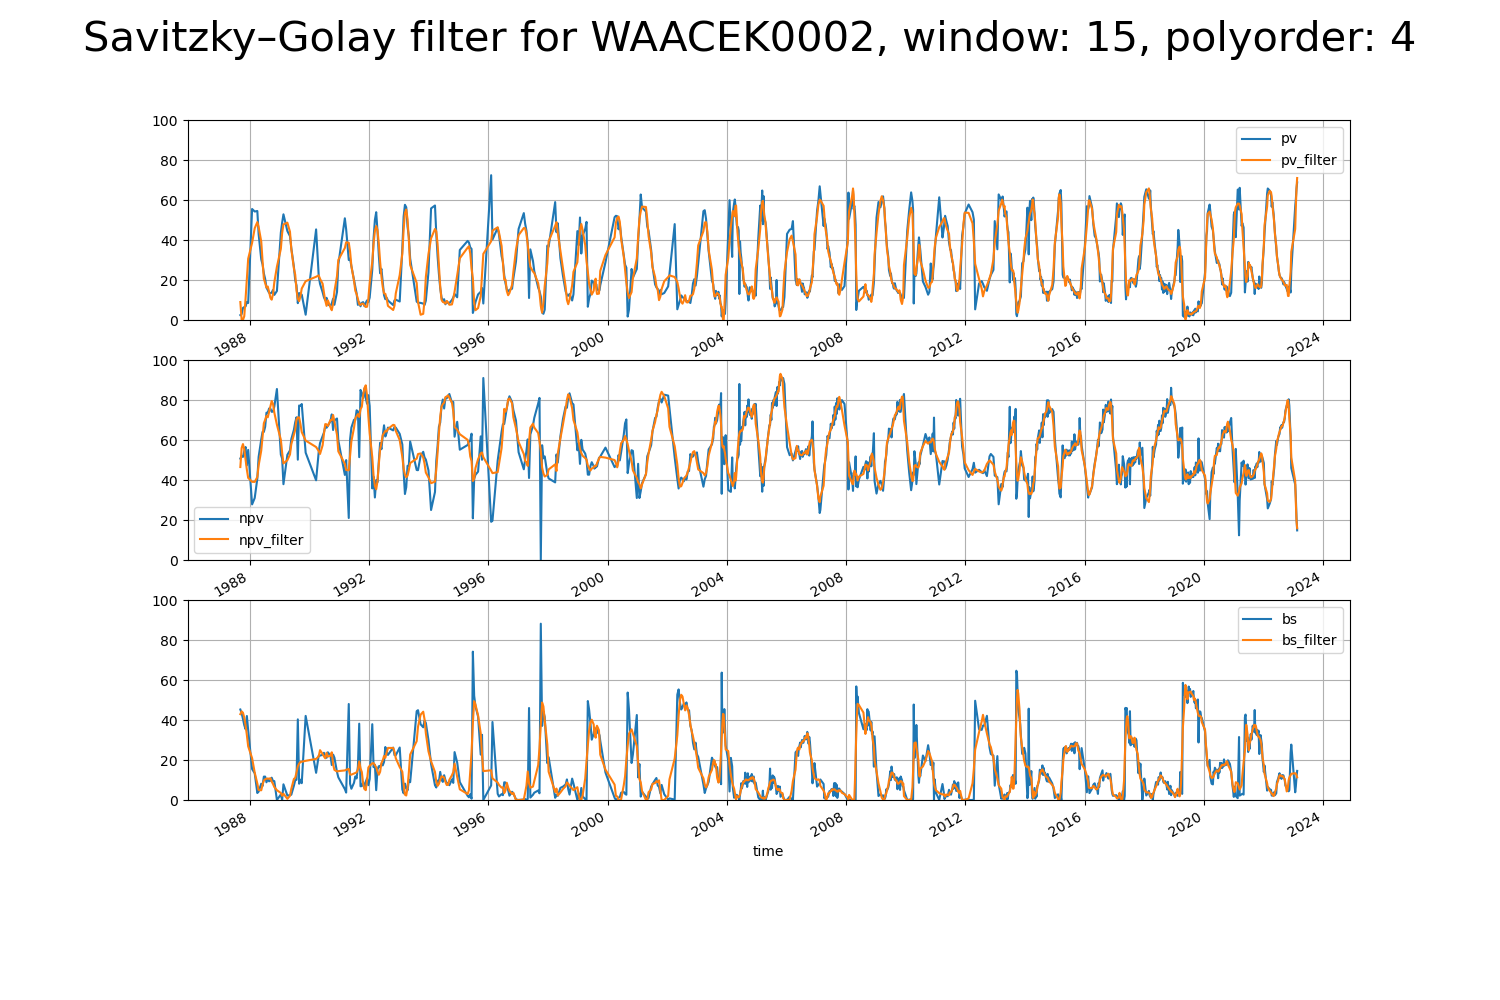 Savitzky–Golay filter for WAACEK0002, window: 15, polyorder: 4
100
80
60
40
20
0
pv
pv_filter
1988 1992 1996 2000 2004 2008 2012 2016 2020 2024
100
80
60
40
20
0
npv
npv_filter
1988 1992 1996 2000 2004 2008 2012 2016 2020 2024
100
80
60
40
20
0
bs
bs_filter
1988 1992 1996 2000 2004 2008 2012 2016 2020 2024
time